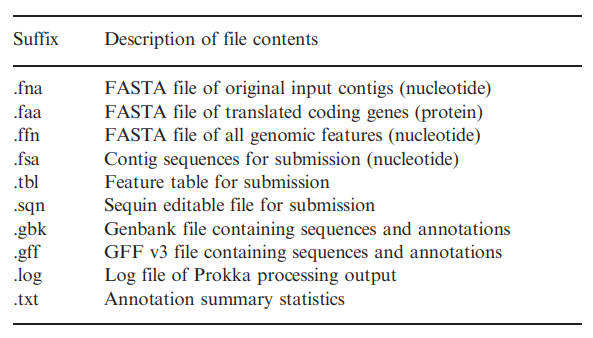 Suffix Description of file contents
.fna FASTA file of original input contigs (nucleotide)
.faa FASTA file of translated coding genes (protein)
.ffn FASTA file of all genomic features (nucleotide)
.fsa Contig sequences for submission (nucleotide)
.tbl Feature table for submission
.sqn Sequin editable file for submission
.gbk Genbank file containing sequences and annotations
.gff GFF v3 file containing sequences and annotations
.log Log file of Prokka processing output
.txt Annotation summary statistics